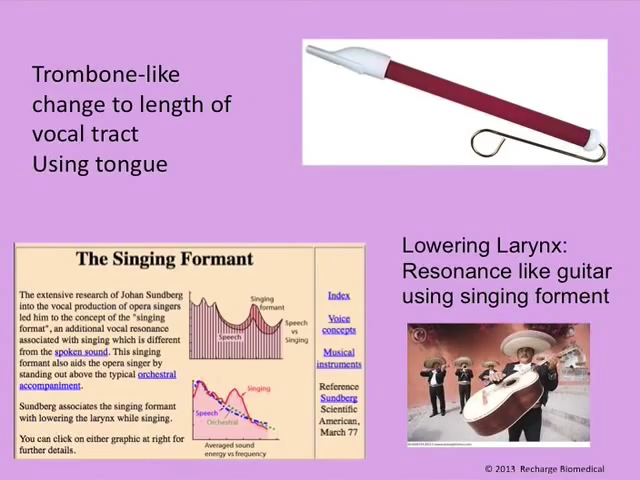 Trombone-like
change to length of
vocal tract
Using tongue
The Singing Formant
The extensive research of Johan Sundberg
into the vocal production of opera singers
led him to the concept of the "singing
format", an additional vocal resonance
associated with singing which is different
from the spoken sound. This singing
formant also aids the opera singer by
standing out above the typical orchestral
accompaniment.
Sundberg associates the singing formant
with lowering the larynx while singing.
You can click on either graphic at right for
further details.
Singing
formant
Speech
Speech
vs
Singing
Singing
Speech
Orchestral
Averaged sound
energy vs frequency
Index
Voice
concepts
Musical
instruments
Reference
Sundberg
Scientific
American,
March 77
Lowering Larynx:
Resonance like guitar
using singing forment
© 2013 Recharge Biomedical